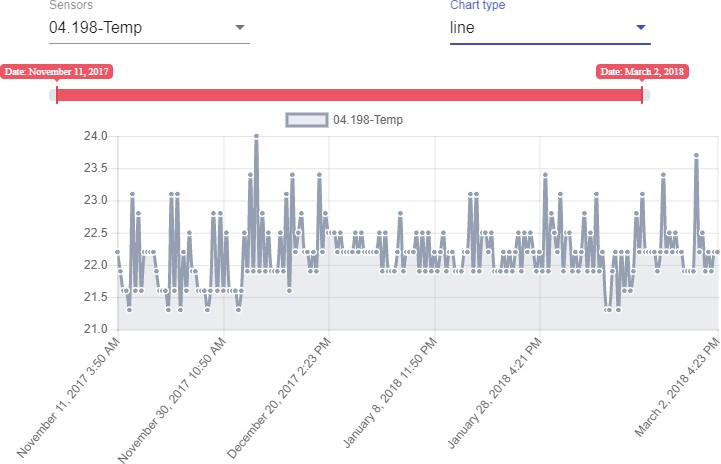 Sensors
Chart type
04.198-Temp
line
Date: November 11, 2017
Date: March 2, 2018
04.198-Temp
24.0
23.5
23.0
22.5
22.0
21.5
21.0
November 11, 2017 3:50 AM
November 30, 2017 10:50 AM
December 20, 2017 2:23 PM
January 8, 2018 11:50 PM
January 28, 2018 4:21 PM
March 2, 2018 4:23 PM